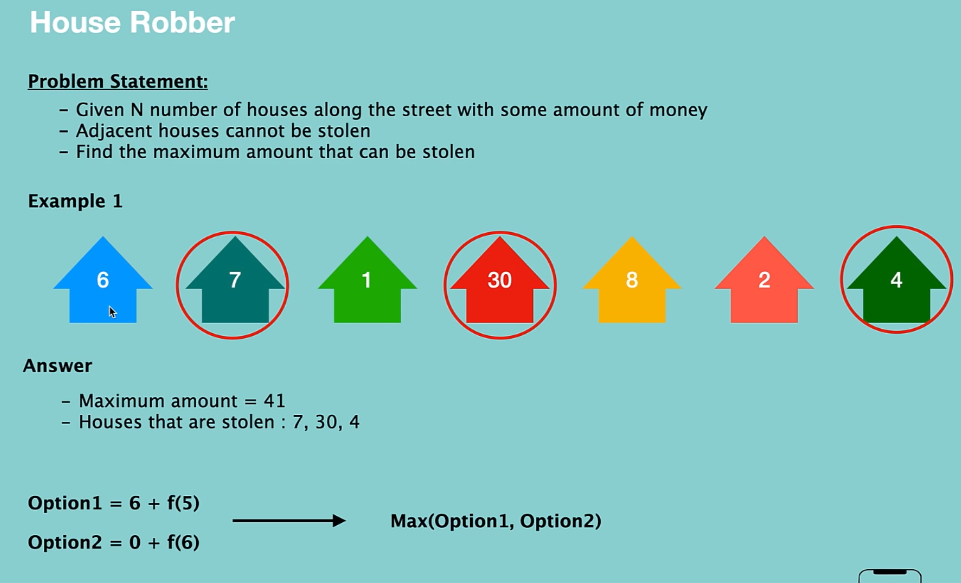 House Robber
Problem Statement:
– Given N number of houses along the street with some amount of money
– Adjacent houses cannot be stolen
– Find the maximum amount that can be stolen
Example 1
6 7 1 30 8 2 4
Answer
– Maximum amount = 41
– Houses that are stolen : 7, 30, 4
Option1 = 6 + f(5)
Max(Option1, Option2)
Option2 = 0 + f(6)